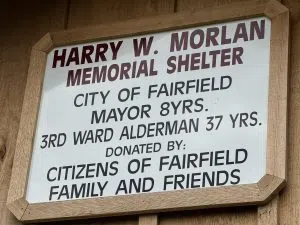 HARRY W. MORLAN
MEMORIAL SHELTER
CITY OF FAIRFIELD
MAYOR 8YRS.
3RD WARD ALDERMAN 37 YRS.
DONATED BY:
CITIZENS OF FAIRFIELD
FAMILY AND FRIENDS